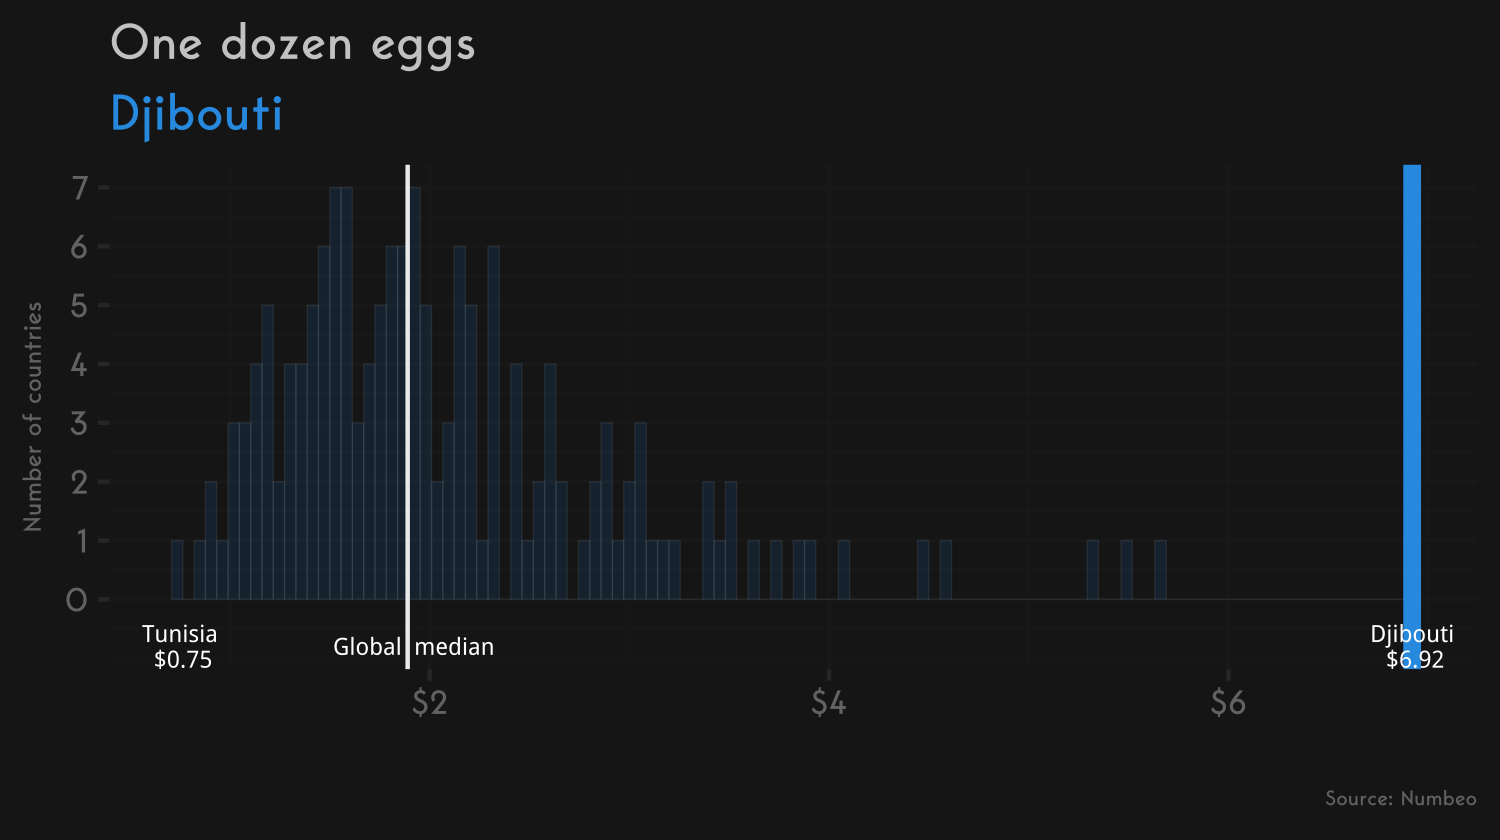 One dozen eggs
Djibouti
Number of countries
7
6
5
4
3
2
1
0
Tunisia
$0.75
Global median
Djibouti
$6.92
$2
$4
$6
Source: Numbeo